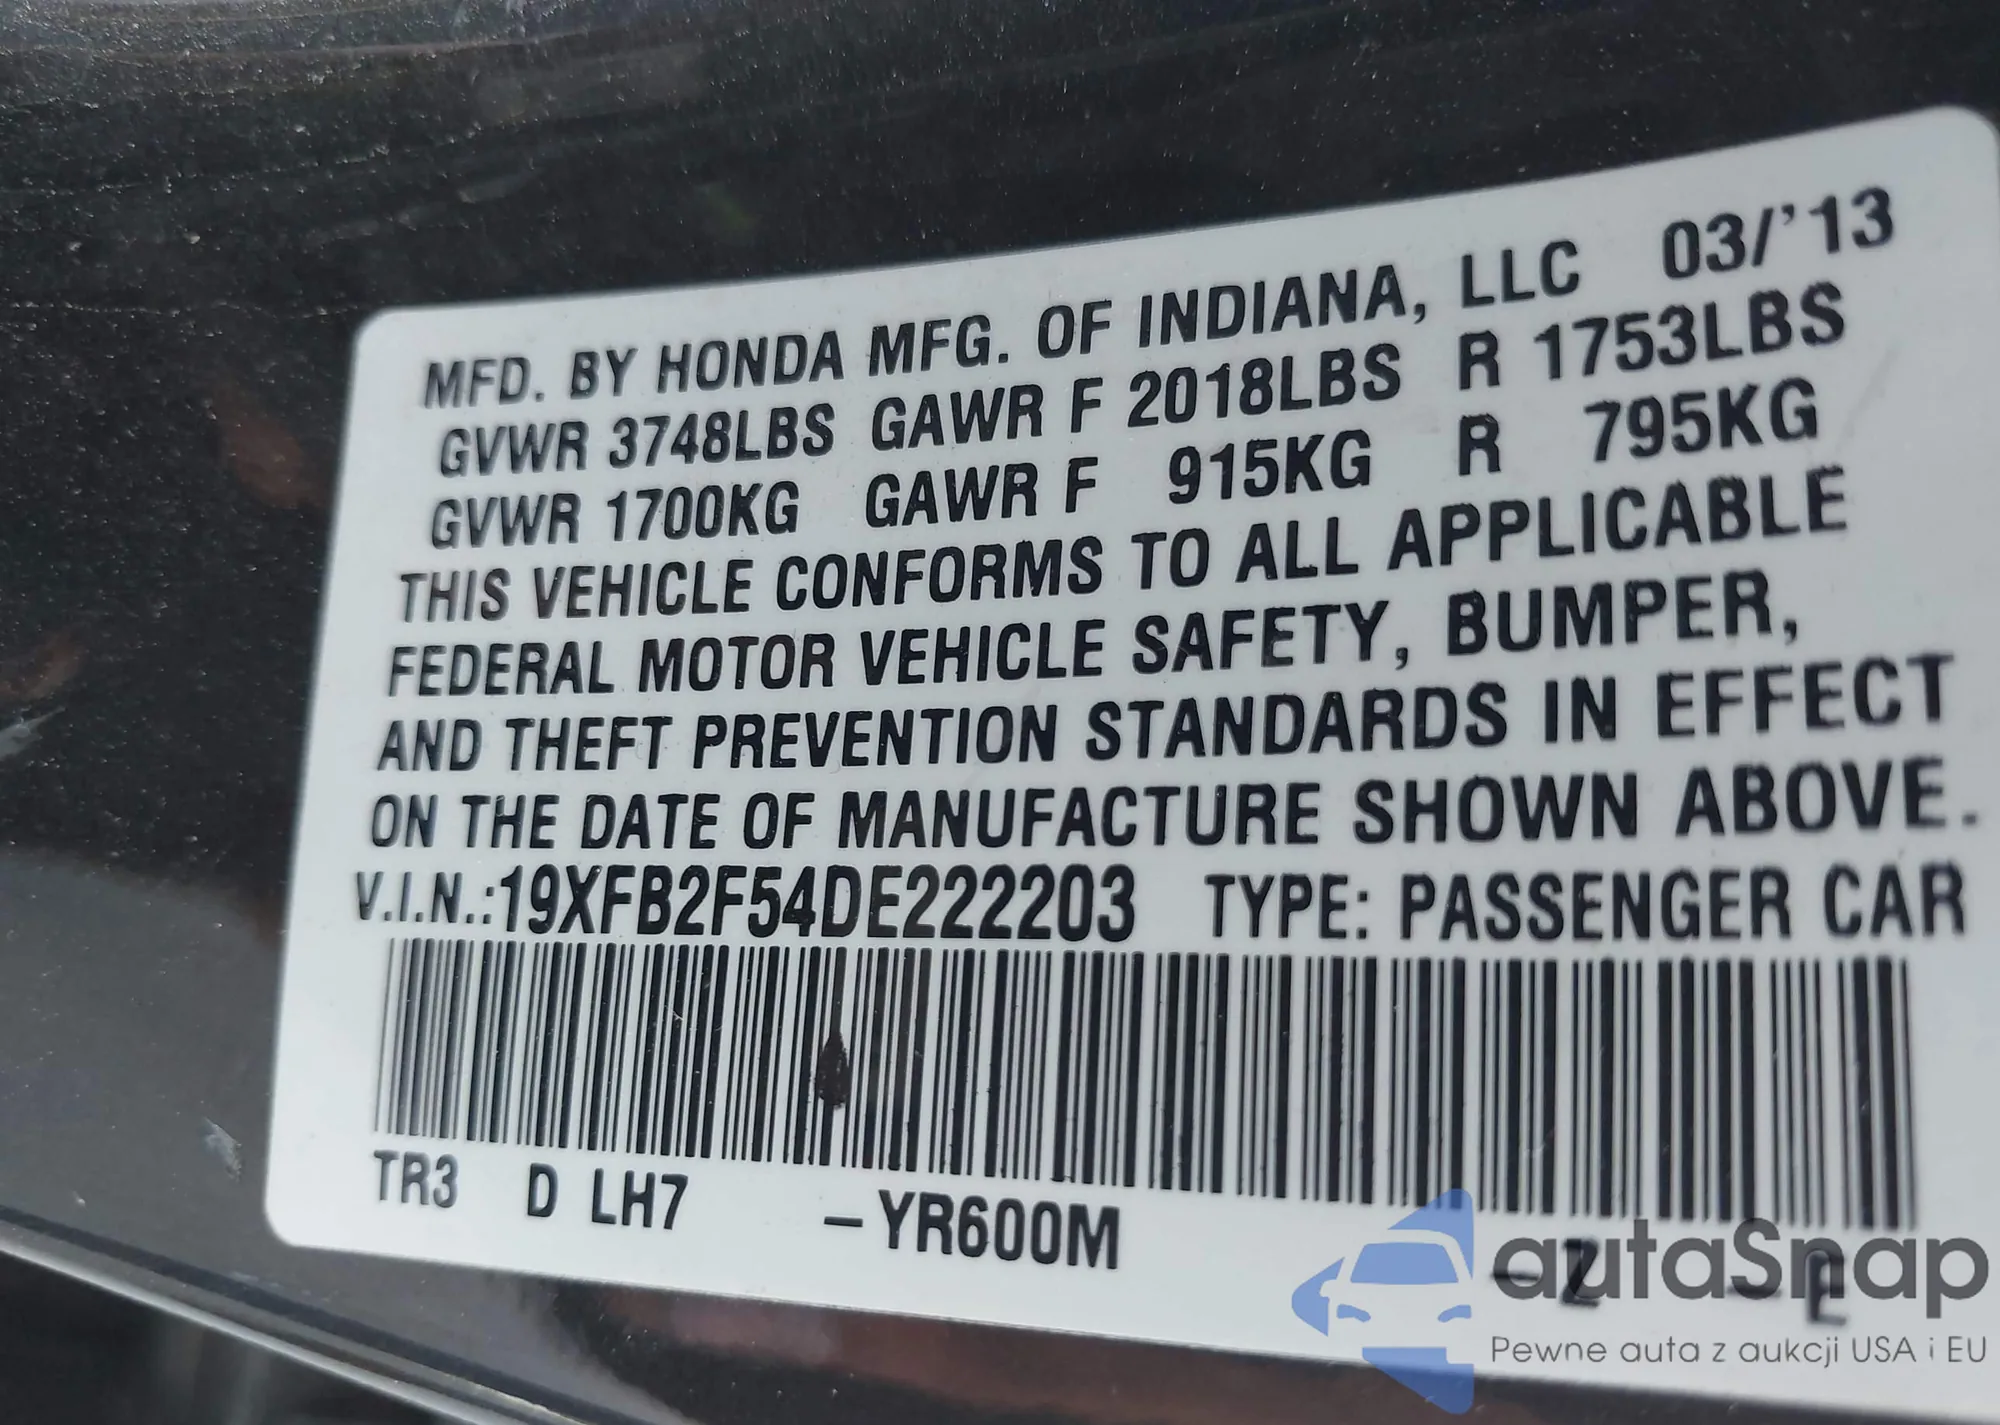 MFD. BY HONDA MFG. OF INDIANA, LLC 03/'13
GVWR 3748LBS GAWR F 2018LBS R 1753LBS
GVWR 1700KG GAWR F 915KG R 795KG
THIS VEHICLE CONFORMS TO ALL APPLICABLE
FEDERAL MOTOR VEHICLE SAFETY, BUMPER,
AND THEFT PREVENTION STANDARDS IN EFFECT
ON THE DATE OF MANUFACTURE SHOWN ABOVE.
V.I.N.:19XFB2F54DE222203 TYPE: PASSENGER CAR
TR3 D LH7 –YR600M
autaSnap
Pewne auta z aukcji USA i EU